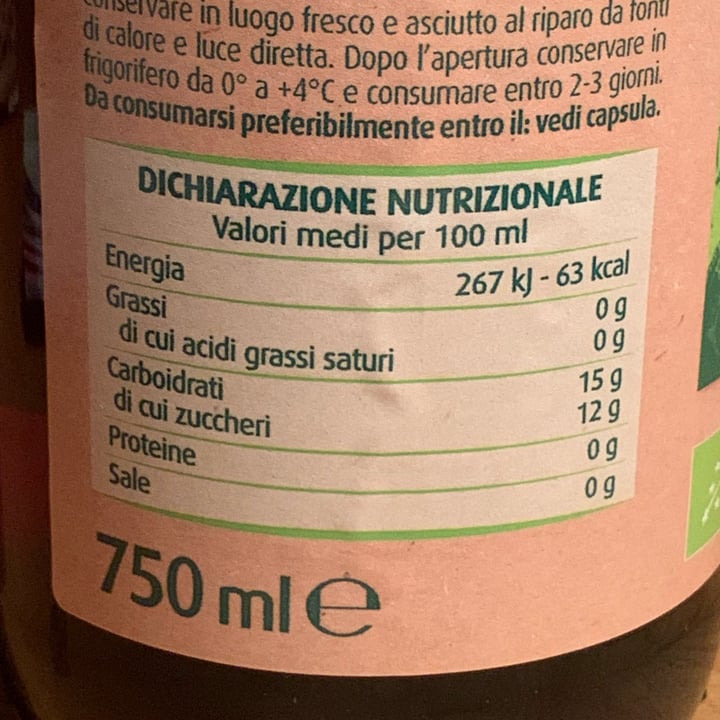 Conservare in luogo fresco e asciutto al riparo da fonti
di calore e luce diretta. Dopo l'apertura conservare in
frigorifero da 0° a +4°C e consumare entro 2-3 giorni.
Da consumarsi preferibilmente entro il: vedi capsula.
DICHIARAZIONE NUTRIZIONALE
Valori medi per 100 ml
Energia 267 kJ - 63 kcal
Grassi 0 g
di cui acidi grassi saturi 0 g
Carboidrati 15 g
di cui zuccheri 12 g
Proteine 0 g
Sale 0 g
750 ml e